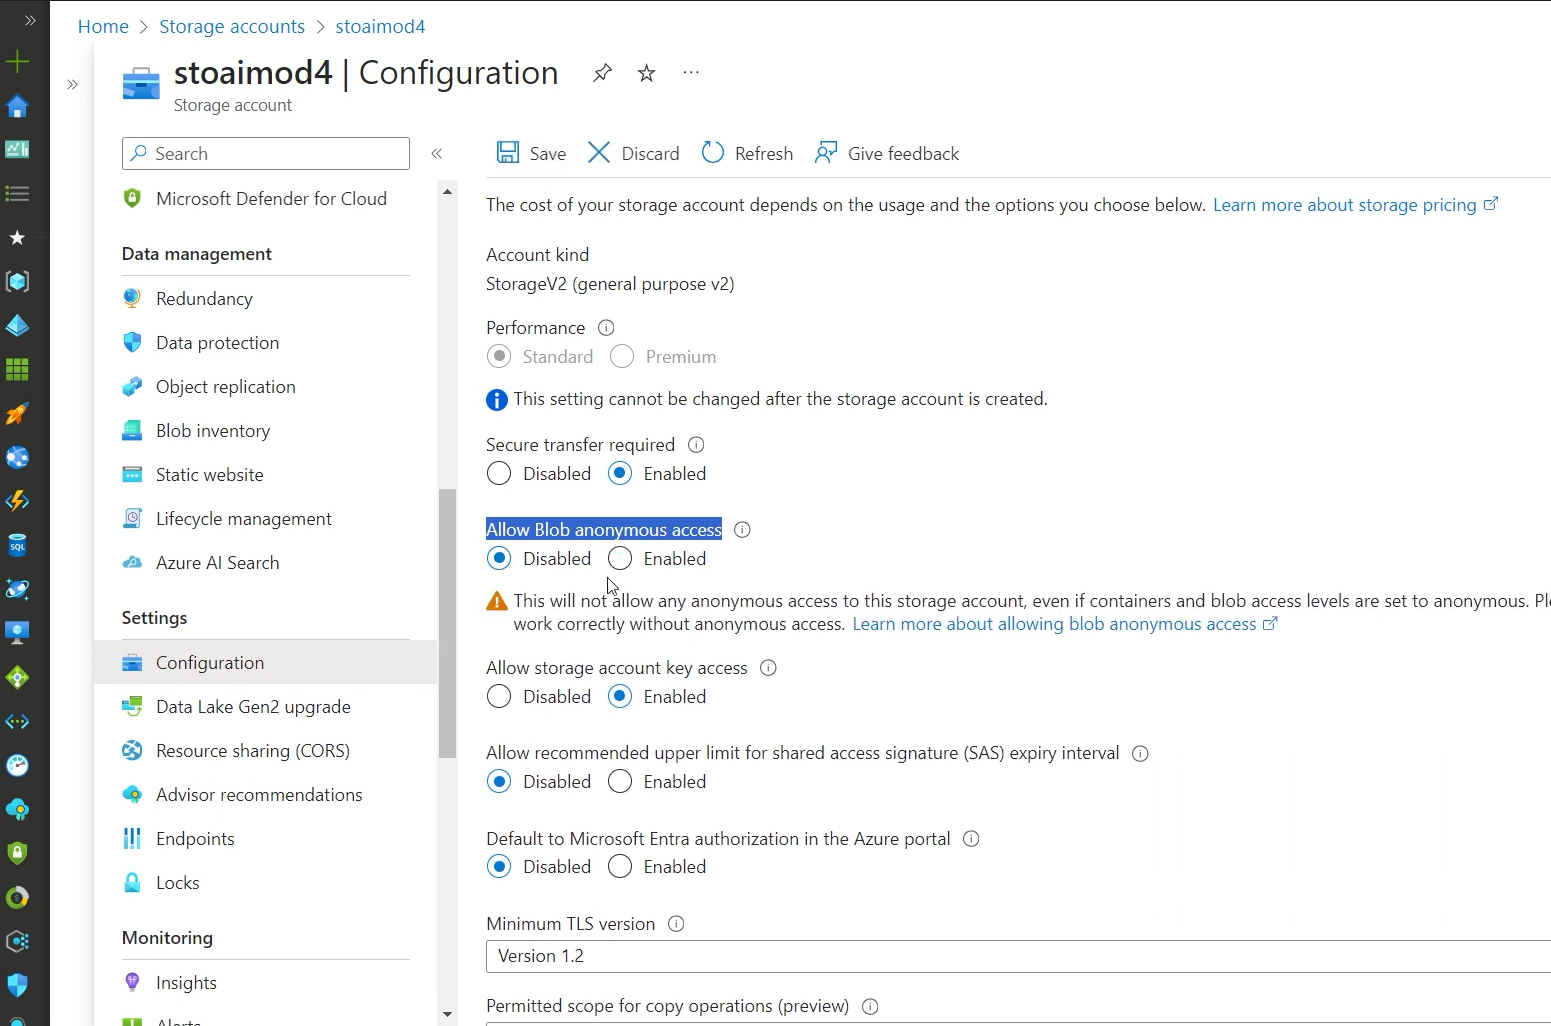 Home > Storage accounts > stoaimod4
stoaimod4 | Configuration
Storage account
Search
Microsoft Defender for Cloud
Data management
Redundancy
Data protection
Object replication
Blob inventory
Static website
Lifecycle management
Azure AI Search
Settings
Configuration
Data Lake Gen2 upgrade
Resource sharing (CORS)
Advisor recommendations
Endpoints
Locks
Monitoring
Insights
Alerts
Save Discard Refresh Give feedback
The cost of your storage account depends on the usage and the options you choose below. Learn more about storage pricing
Account kind
StorageV2 (general purpose v2)
Performance
Standard Premium
This setting cannot be changed after the storage account is created.
Secure transfer required
Disabled Enabled
Allow Blob anonymous access
Disabled Enabled
This will not allow any anonymous access to this storage account, even if containers and blob access levels are set to anonymous.
work correctly without anonymous access. Learn more about allowing blob anonymous access
Allow storage account key access
Disabled Enabled
Allow recommended upper limit for shared access signature (SAS) expiry interval
Disabled Enabled
Default to Microsoft Entra authorization in the Azure portal
Disabled Enabled
Minimum TLS version
Version 1.2
Permitted scope for copy operations (preview)
SQL